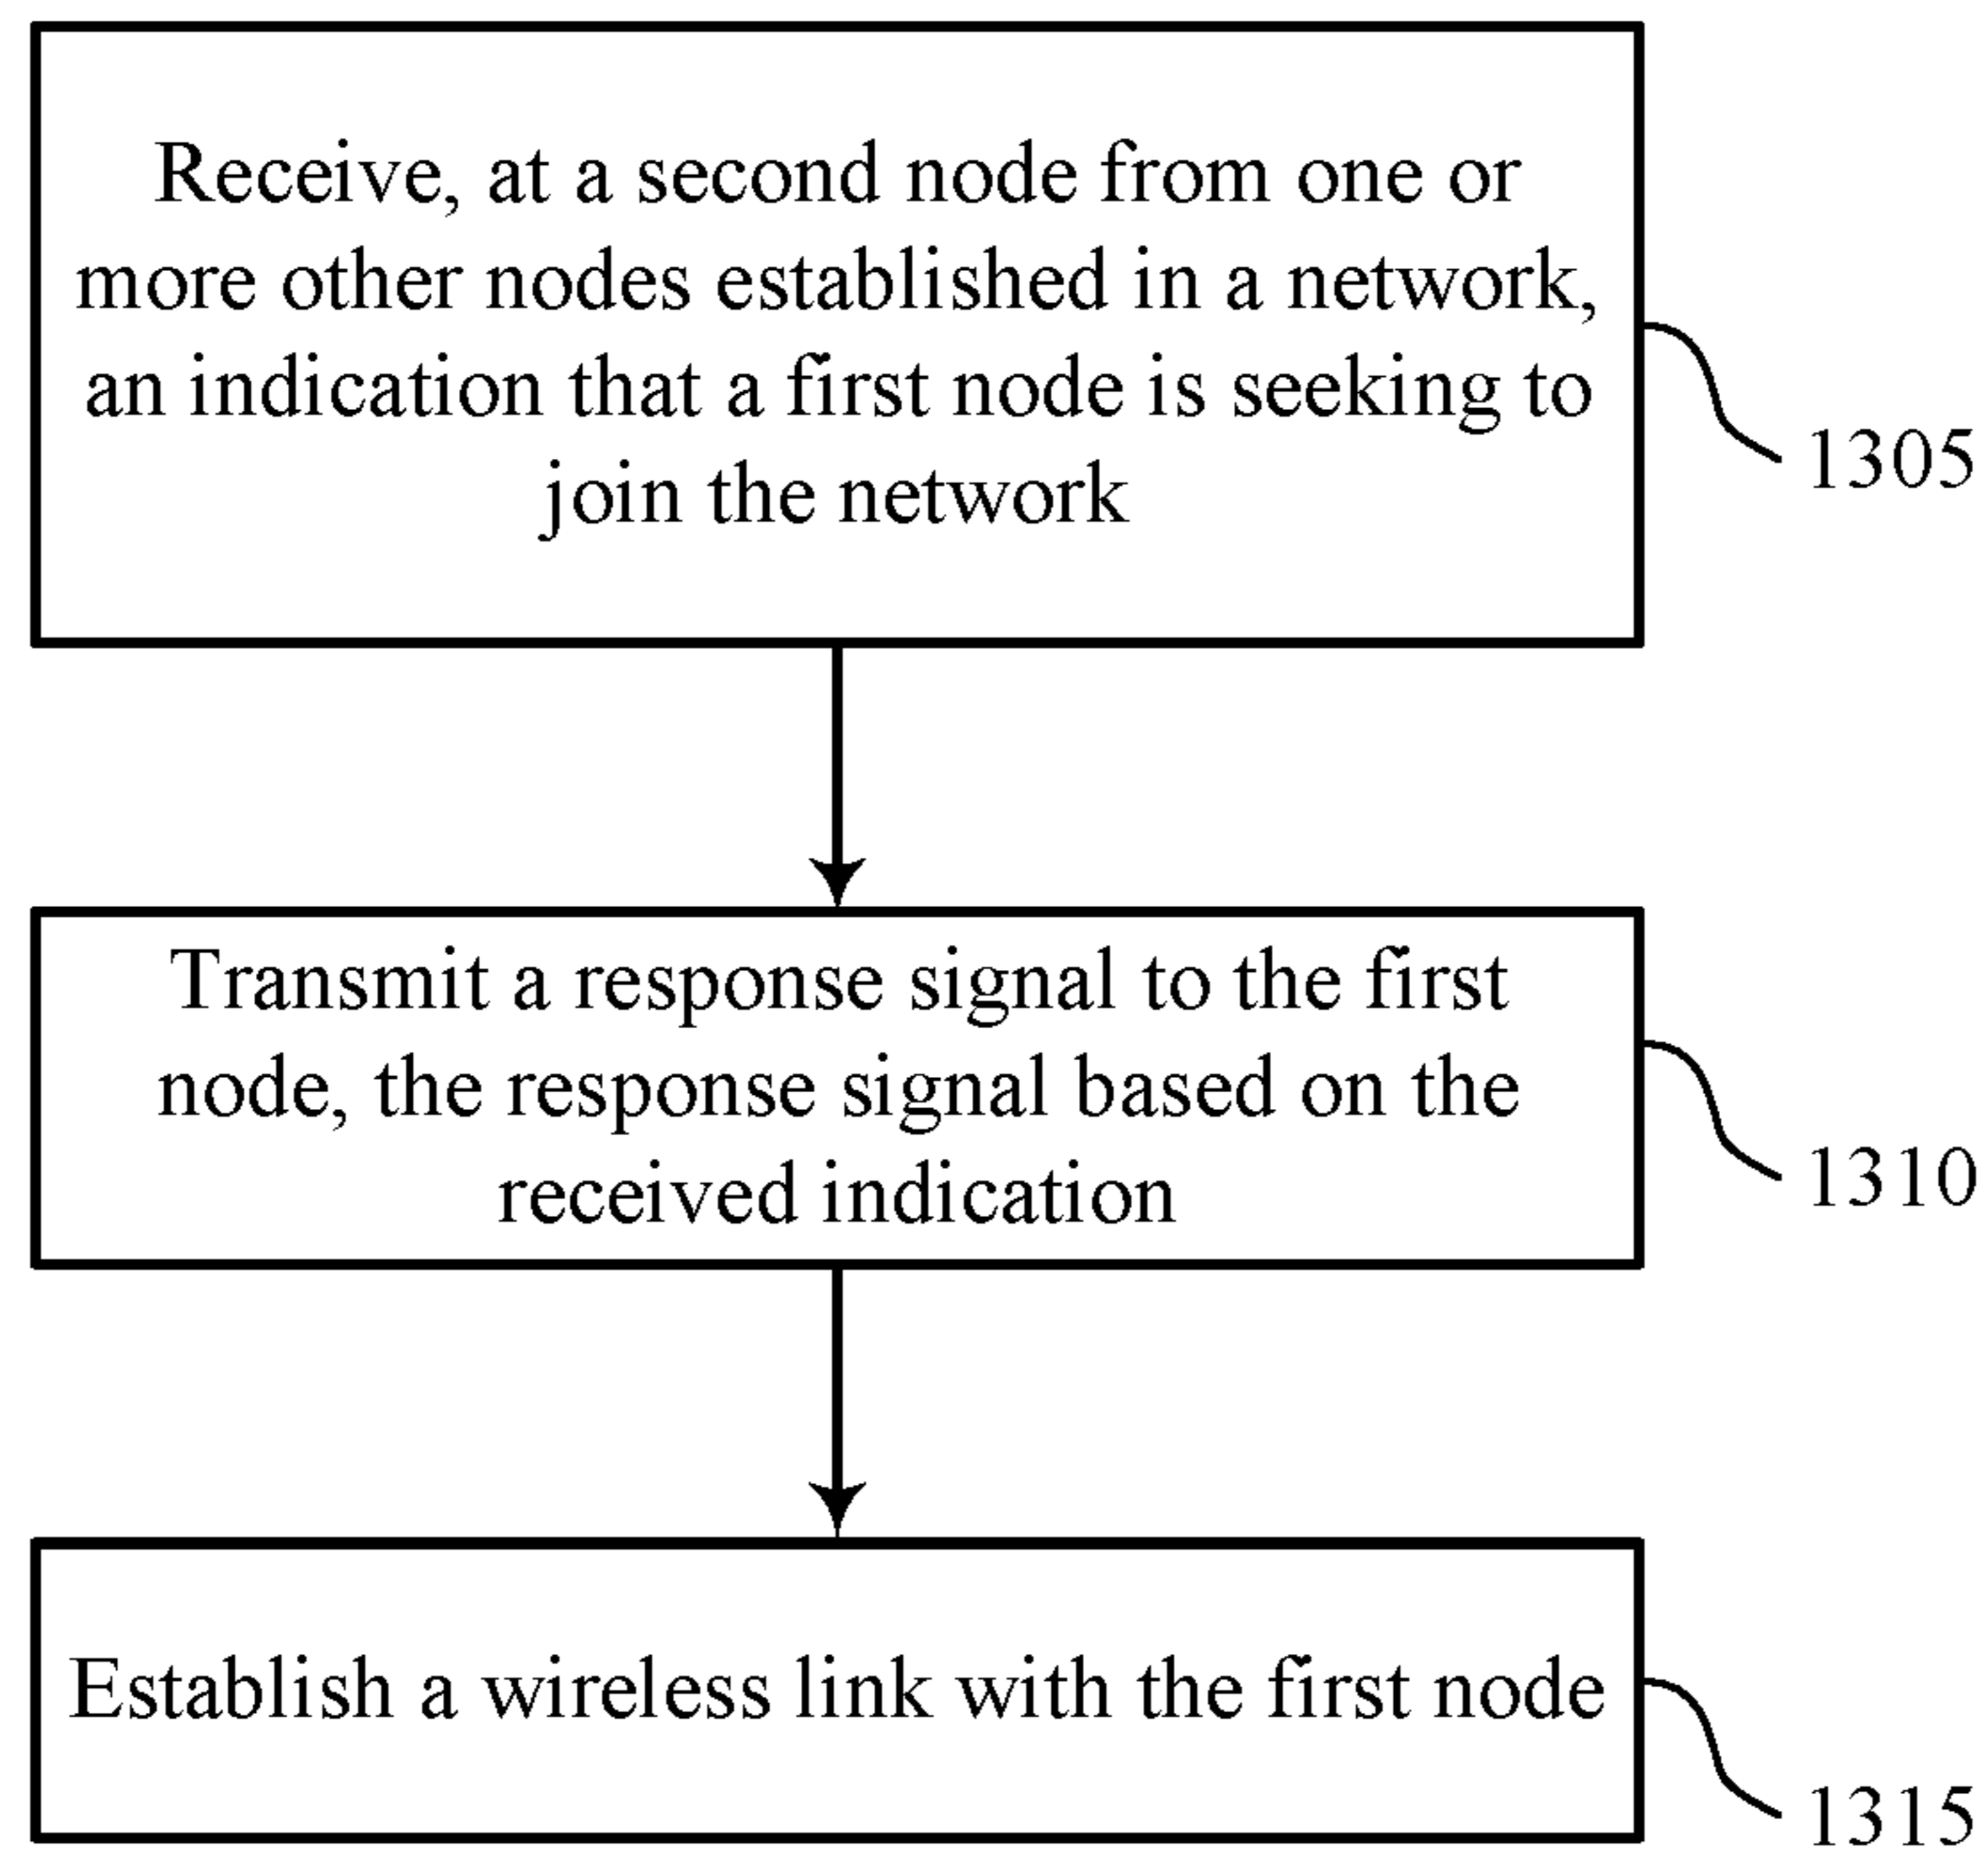 Receive, at a second node from one or
more other nodes established in a network,
an indication that a first node is seeking to
join the network
1305
Transmit a response signal to the first
node, the response signal based on the
received indication
1310
Establish a wireless link with the first node
1315